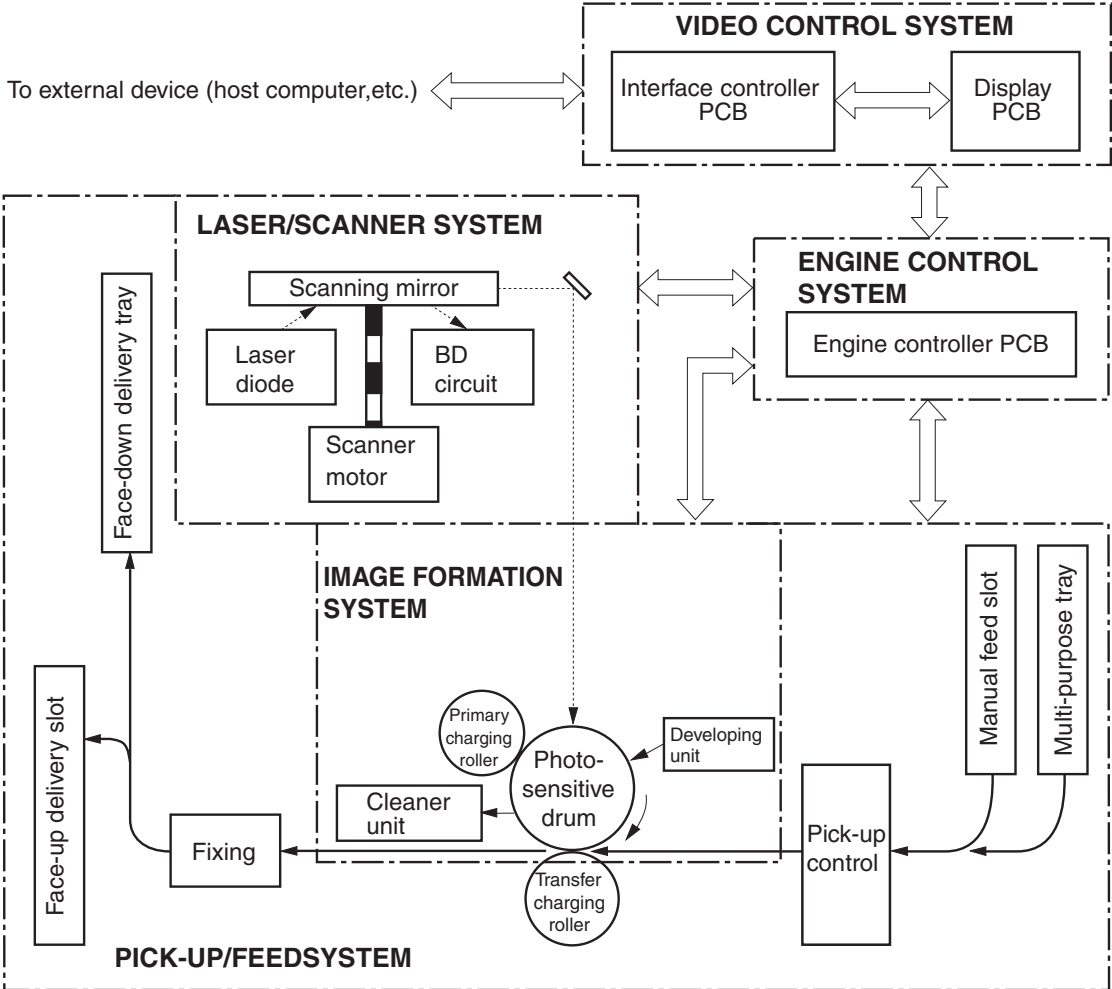 VIDEO CONTROL SYSTEM
To external device (host computer,etc.)
Interface controller
PCB
Display
PCB
LASER/SCANNER SYSTEM
ENGINE CONTROL
SYSTEM
Engine controller PCB
Scanning mirror
Laser
diode
BD
circuit
Scanner
motor
Face-down delivery tray
IMAGE FORMATION
SYSTEM
Manual feed slot
Multi-purpose tray
Face-up delivery slot
Primary
charging
roller
Photo-
sensitive
drum
Developing
unit
Cleaner
unit
Fixing
Pick-up
control
Transfer
charging
roller
PICK-UP/FEEDSYSTEM